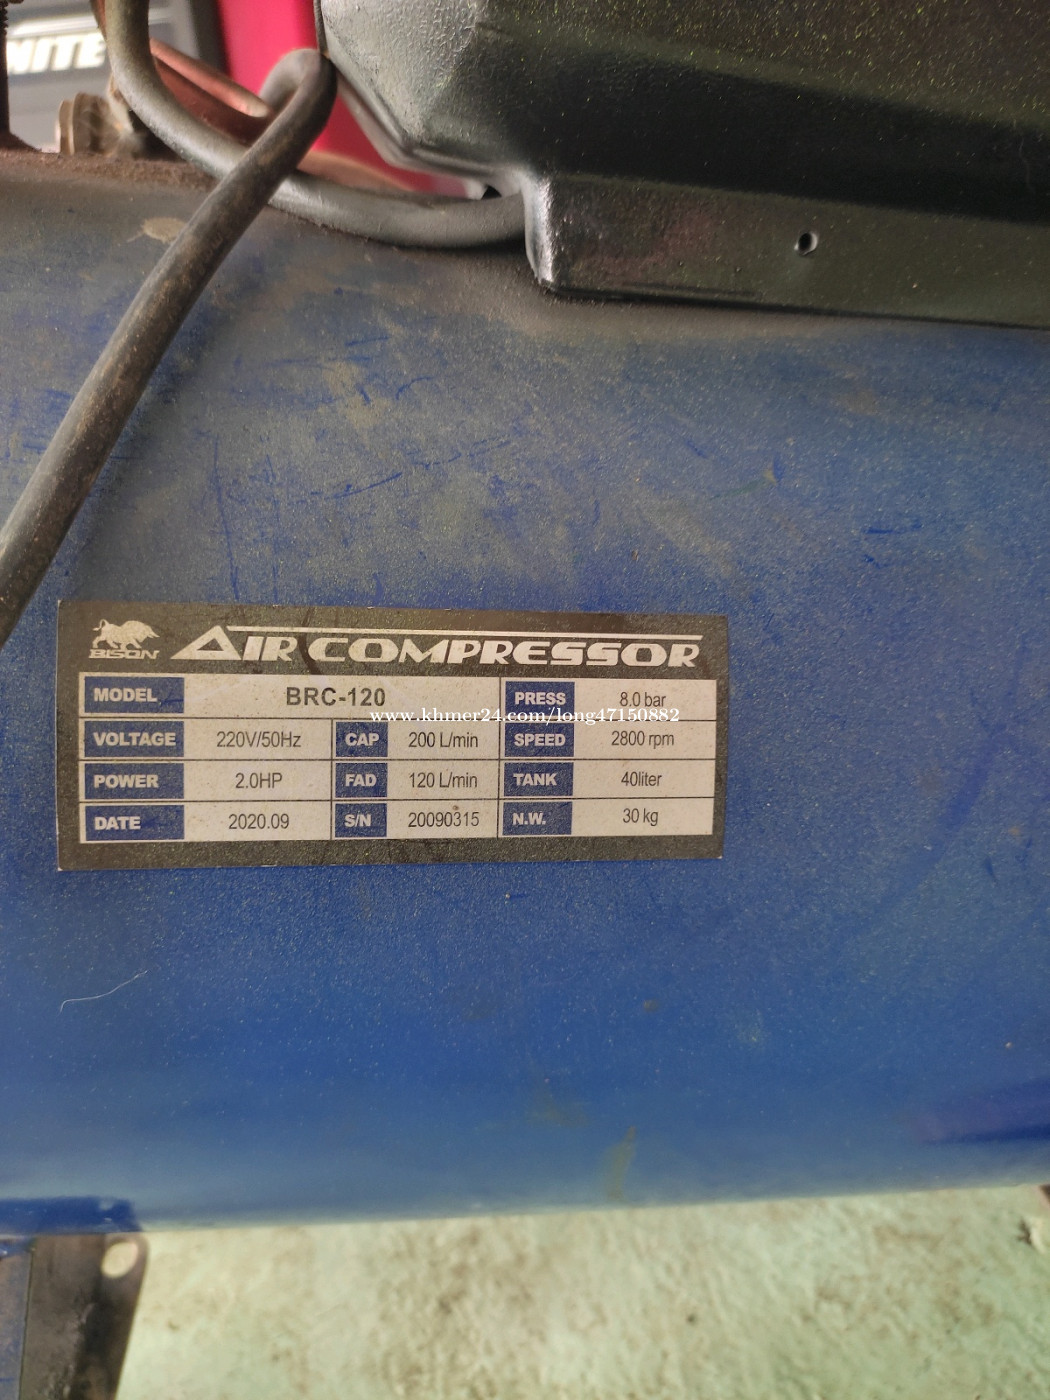 MITE
BISON AIR COMPRESSOR
MODEL BRC-120 PRESS 8.0 bar
www.khmer24.com/long47150882
VOLTAGE 220V/50Hz CAP 200 L/min SPEED 2800 rpm
POWER 2.0HP FAD 120 L/min TANK 40liter
DATE 2020.09 S/N 20090315 N.W. 30 kg